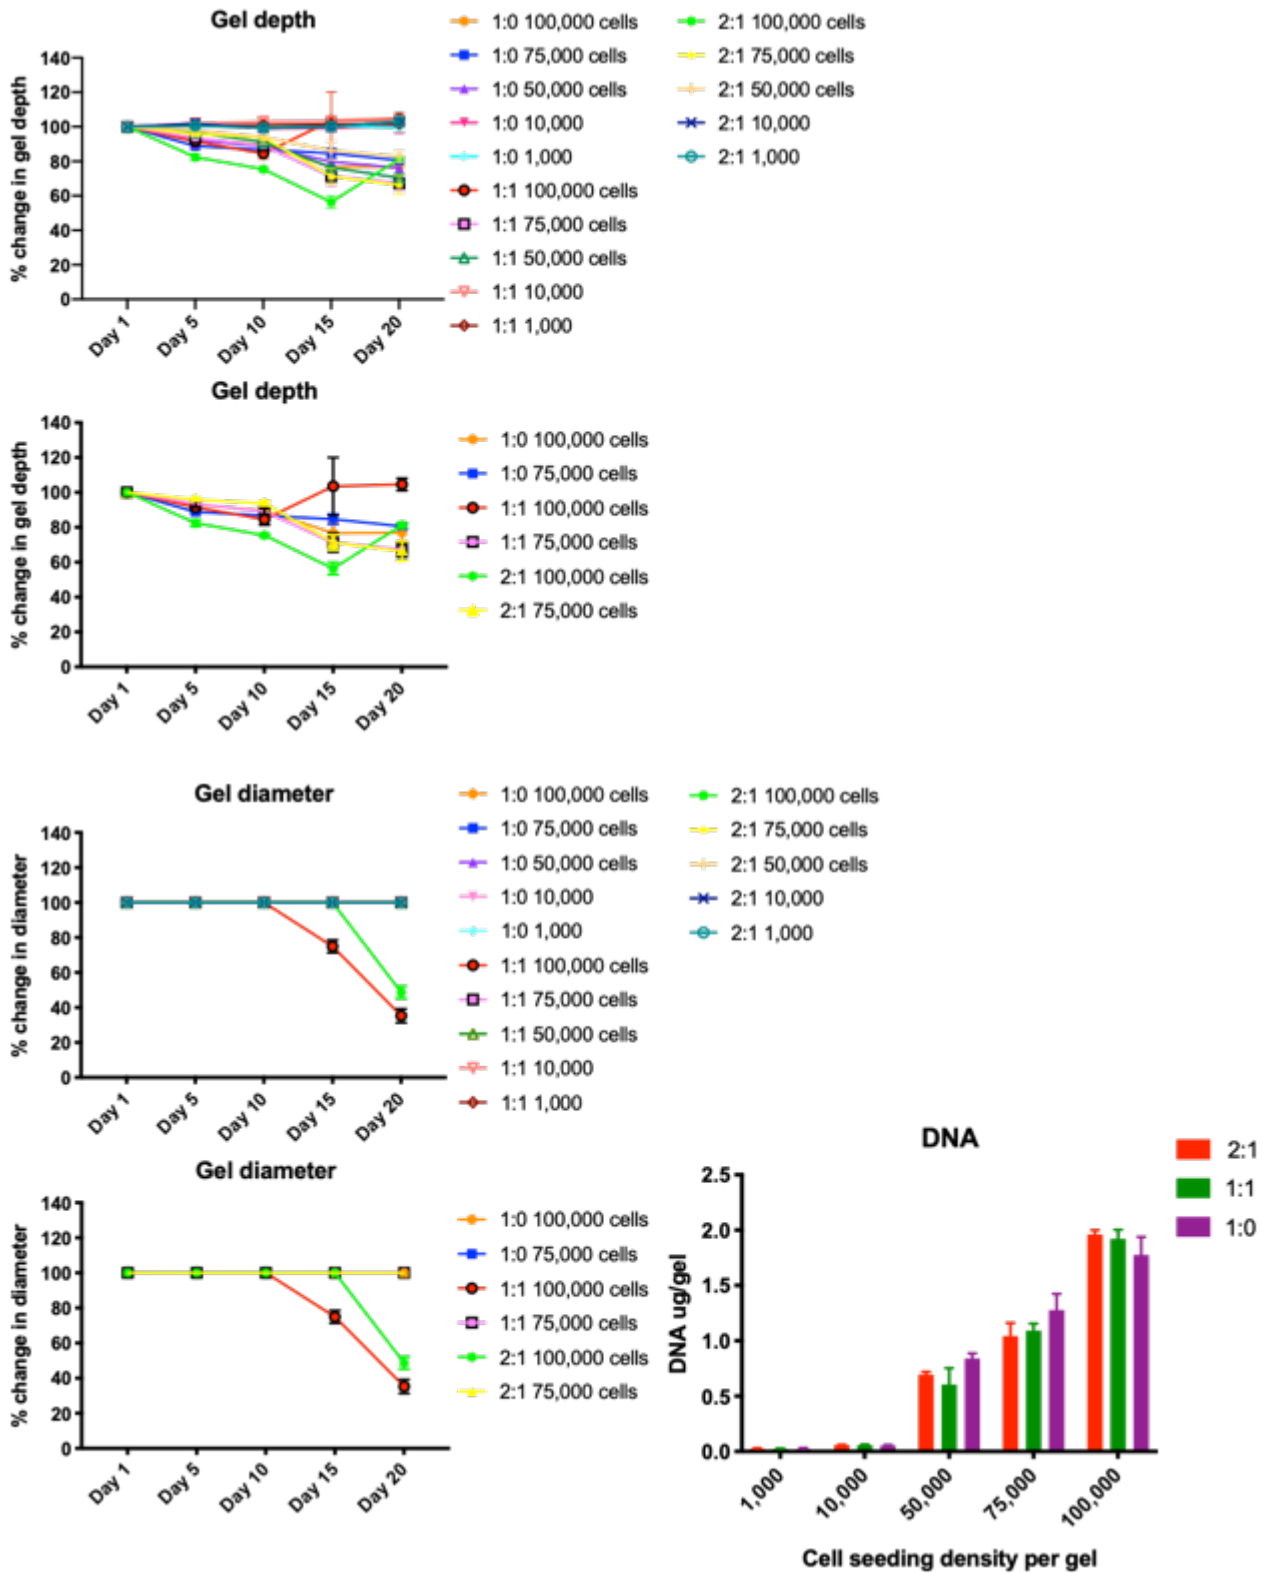 Gel depth
% change in gel depth
140
120
100
80
60
40
20
0
Day 1
Day 5
Day 10
Day 15
Day 20
1:0 100,000 cells
1:0 75,000 cells
1:0 50,000 cells
1:0 10,000
1:0 1,000
1:1 100,000 cells
1:1 75,000 cells
1:1 50,000 cells
1:1 10,000
1:1 1,000
2:1 100,000 cells
2:1 75,000 cells
2:1 50,000 cells
2:1 10,000
2:1 1,000
Gel depth
% change in gel depth
140
120
100
80
60
40
20
0
Day 1
Day 5
Day 10
Day 15
Day 20
1:0 100,000 cells
1:0 75,000 cells
1:1 100,000 cells
1:1 75,000 cells
2:1 100,000 cells
2:1 75,000 cells
Gel diameter
% change in diameter
140
120
100
80
60
40
20
0
Day 1
Day 5
Day 10
Day 15
Day 20
1:0 100,000 cells
1:0 75,000 cells
1:0 50,000 cells
1:0 10,000
1:0 1,000
1:1 100,000 cells
1:1 75,000 cells
1:1 50,000 cells
1:1 10,000
1:1 1,000
2:1 100,000 cells
2:1 75,000 cells
2:1 50,000 cells
2:1 10,000
2:1 1,000
Gel diameter
% change in diameter
140
120
100
80
60
40
20
0
Day 1
Day 5
Day 10
Day 15
Day 20
1:0 100,000 cells
1:0 75,000 cells
1:1 100,000 cells
1:1 75,000 cells
2:1 100,000 cells
2:1 75,000 cells
DNA
DNA ug/gel
2.5
2.0
1.5
1.0
0.5
0.0
1,000
10,000
50,000
75,000
100,000
Cell seeding density per gel
2:1
1:1
1:0